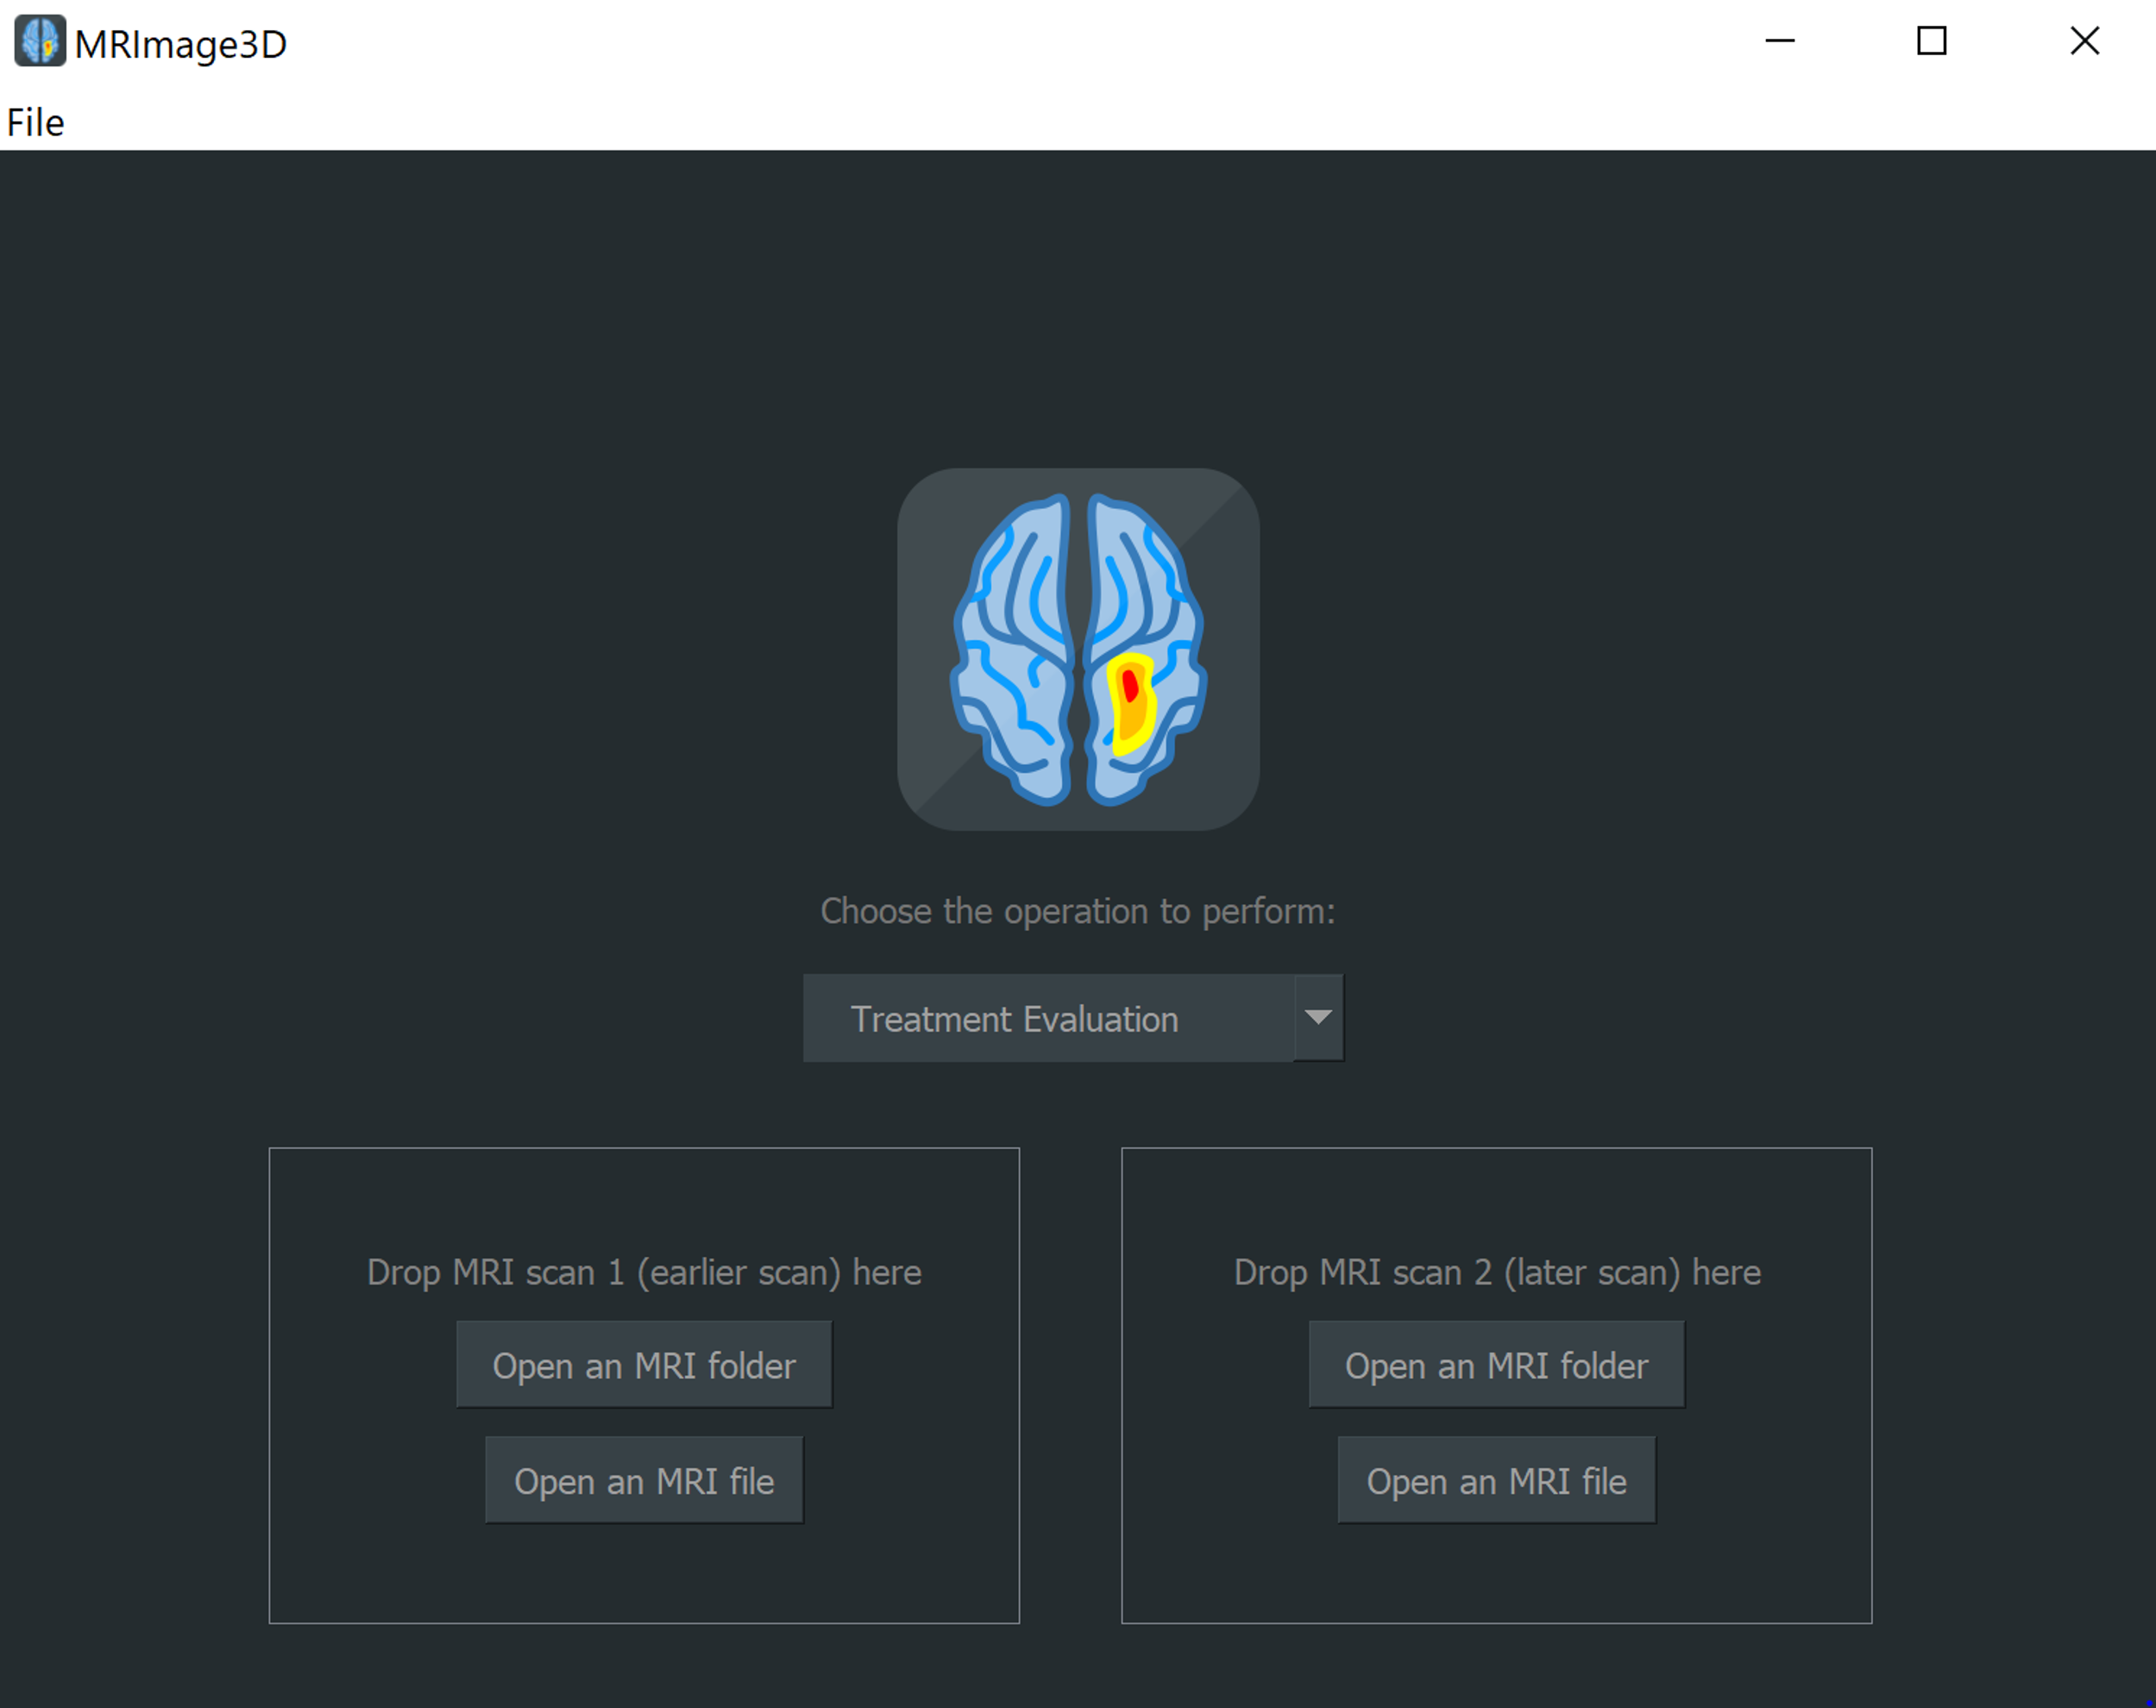 MRImage3D
File
Choose the operation to perform:
Treatment Evaluation
Drop MRI scan 1 (earlier scan) here
Open an MRI folder
Open an MRI file
Drop MRI scan 2 (later scan) here
Open an MRI folder
Open an MRI file